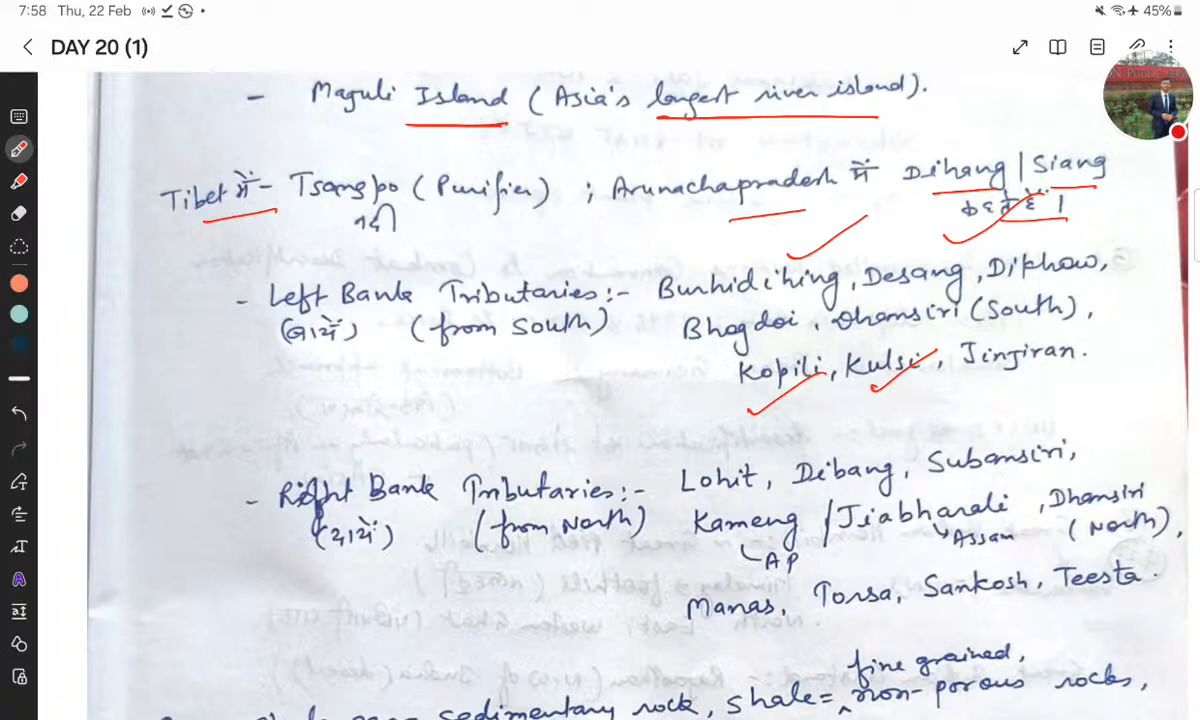 7:58 Thu, 22 Feb
45%
DAY 20 (1)
- Maguli Island (Asia's largest river island).
Tibet में - Tsangpo (Purifier) ; Arunachapradesh में Dihang | Siang
नदी कहते हैं ।
- Left Bank Tributaries:- Burhidihing, Desang, Dikhow,
(बायें) (from South) Bhogdoi, Dhansiri (South),
Kopili, Kulsi, Jinjiran.
- Right Bank Tributaries:- Lohit, Dibang, Subansiri,
(दायें) (from North) Kameng / Jiabharali, Dhansiri
AP Assam (North),
Manas, Torsa, Sankosh, Teesta.
fine grained,
sedimentary rock, shale = non-porous rocks,